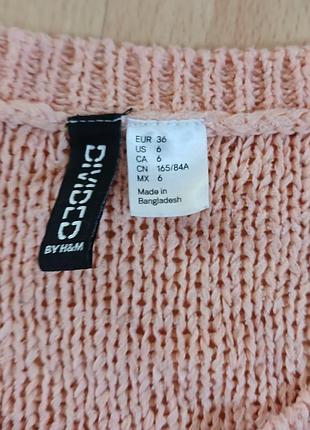 DIVIDED
BY H&M
EUR 36
US 6
CA 6
CN 165/84A
MX 6
Made in
Bangladesh